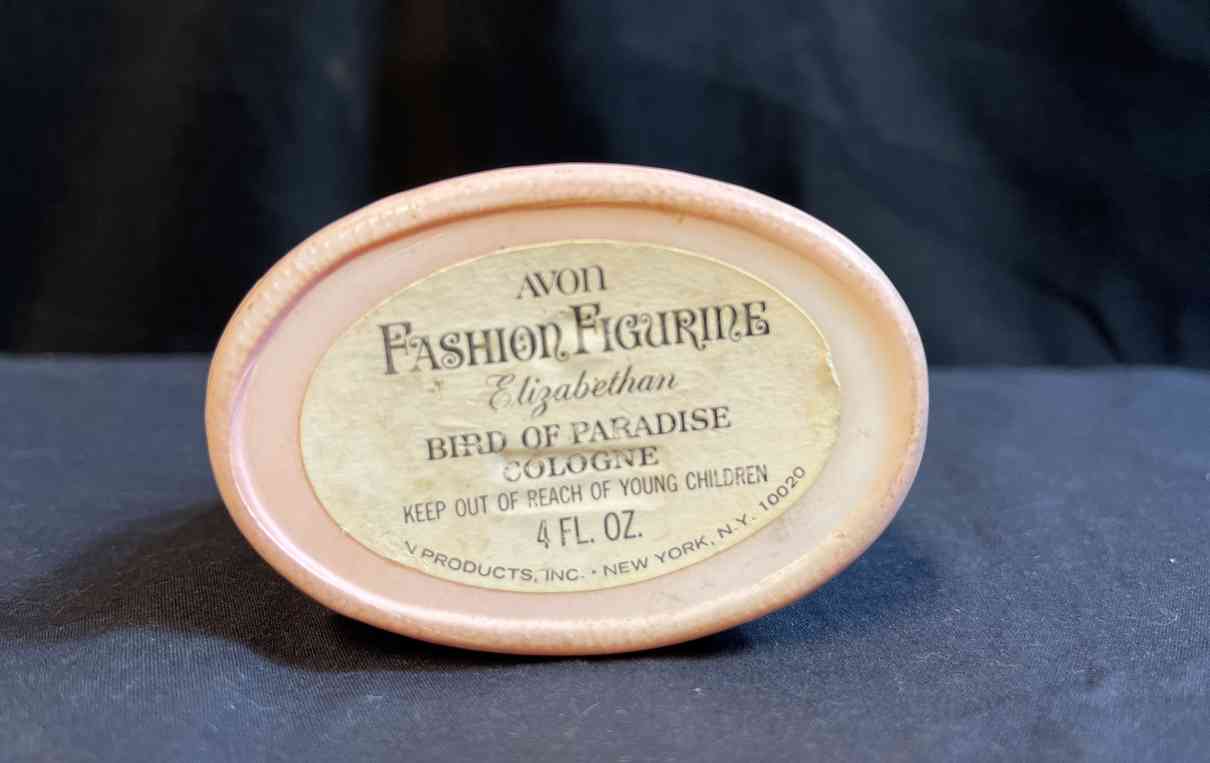 AVON
FASHION FIGURINE
Elizabethan
BIRD OF PARADISE
COLOGNE
KEEP OUT OF REACH OF YOUNG CHILDREN
4 FL. OZ.
N PRODUCTS, INC. • NEW YORK, N.Y. 10020